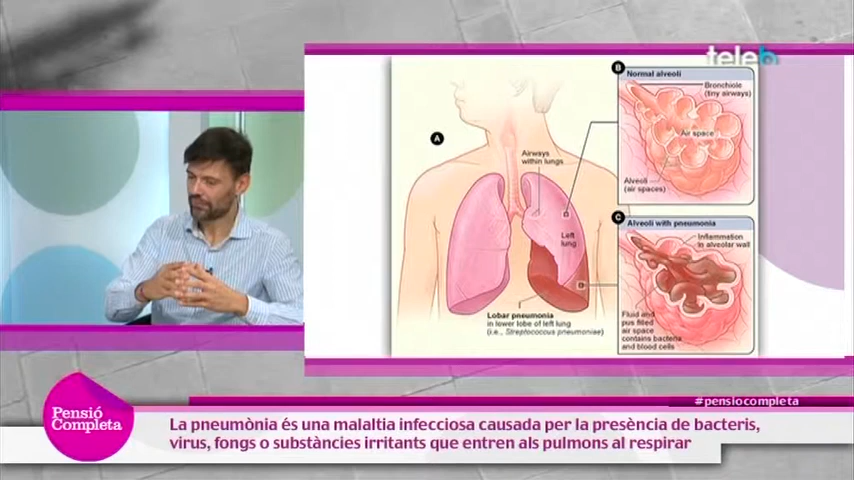 teleb
B
Normal alveoli
Bronchiole
(tiny airways)
Air space
Alveoli
(air spaces)
A
Airways
within lungs
Left
lung
C
Alveoli with pneumonia
Inflammation
in alveolar wall
Fluid and
pus filled
air space
contains bacteria
and blood cells
Lobar pneumonia
in lower lobe of left lung
(i.e., Streptococcus pneumoniae)
#pensiocompleta
Pensió
Completa
La pneumònia és una malaltia infecciosa causada per la presència de bacteris,
virus, fongs o substàncies irritants que entren als pulmons al respirar